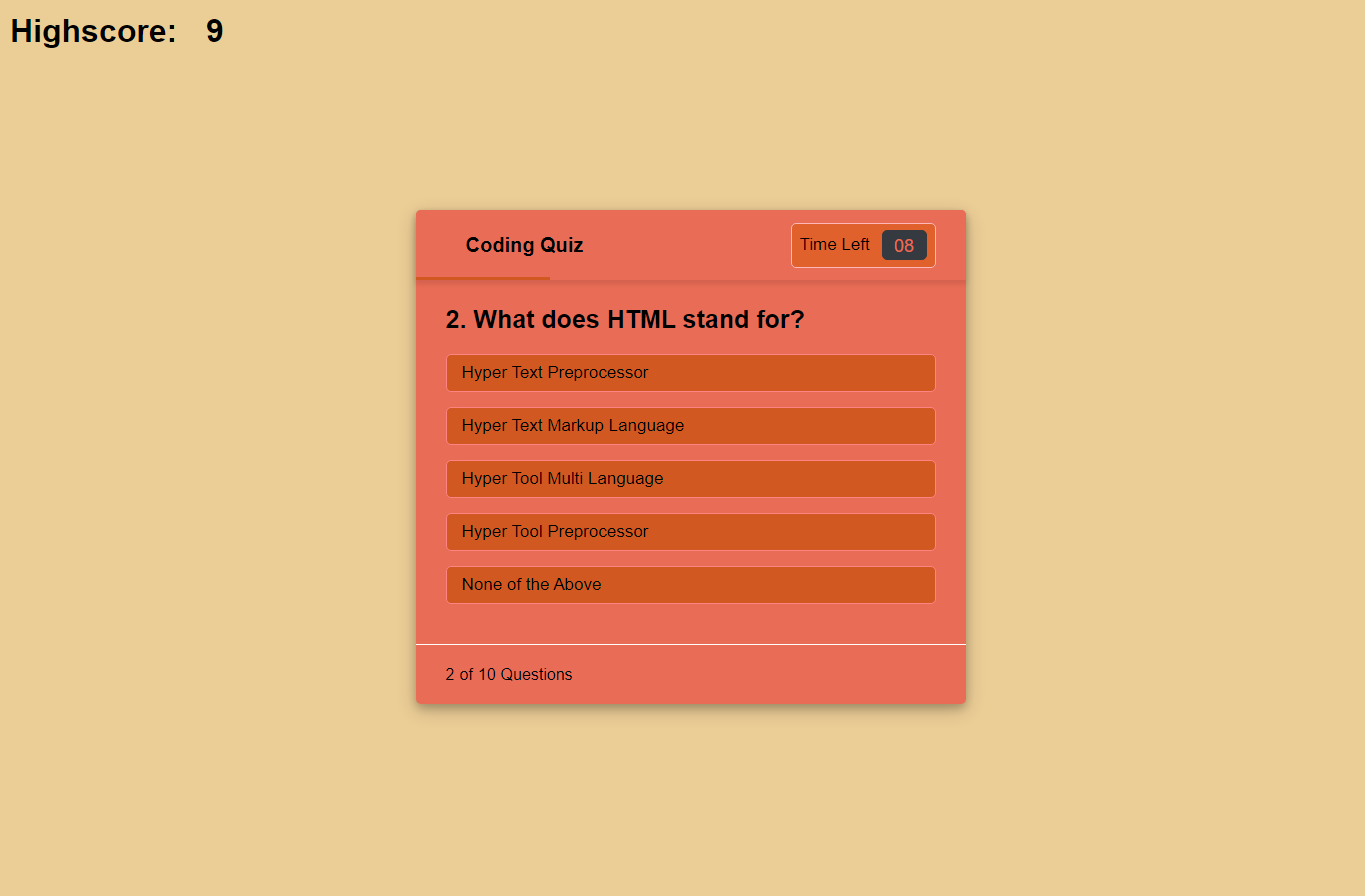 Highscore: 9
Coding Quiz
Time Left 08
2. What does HTML stand for?
Hyper Text Preprocessor
Hyper Text Markup Language
Hyper Tool Multi Language
Hyper Tool Preprocessor
None of the Above
2 of 10 Questions